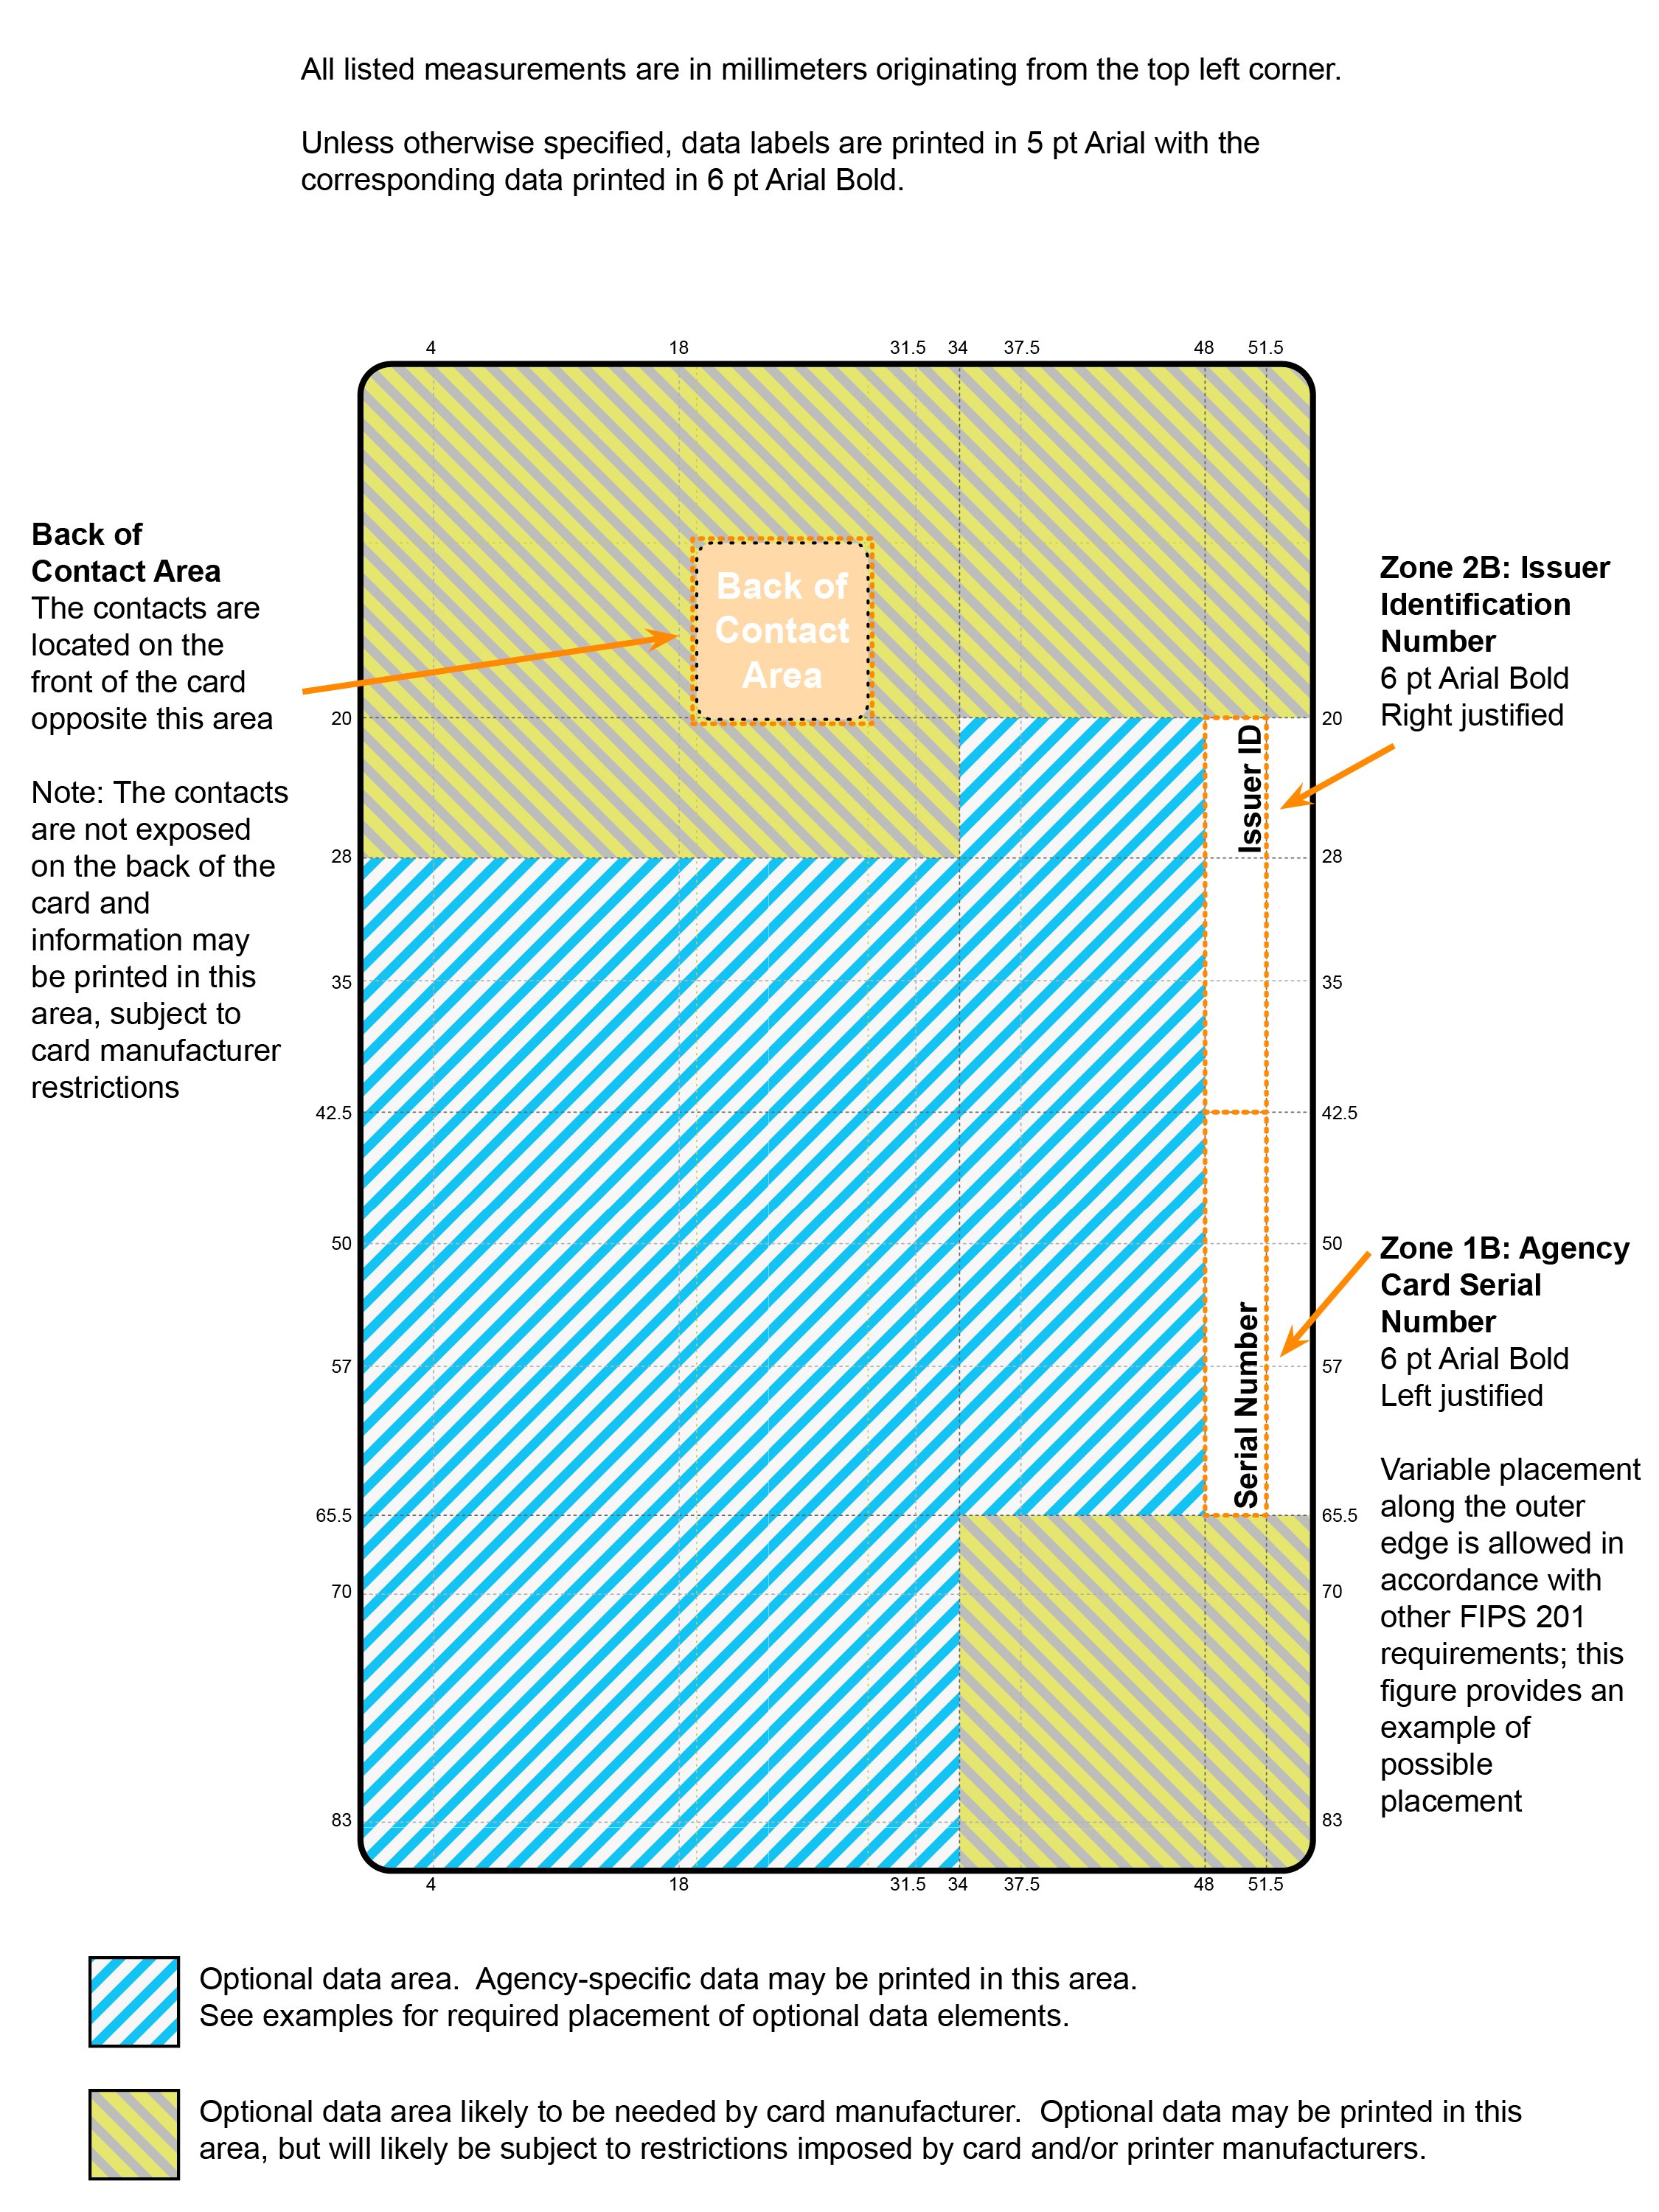 All listed measurements are in millimeters originating from the top left corner.
Unless otherwise specified, data labels are printed in 5 pt Arial with the
corresponding data printed in 6 pt Arial Bold.
4 18 31.5 34 37.5 48 51.5
Back of
Contact Area
The contacts are
located on the
front of the card
opposite this area
Note: The contacts
are not exposed
on the back of the
card and
information may
be printed in this
area, subject to
card manufacturer
restrictions
20
28
35
42.5
50
57
65.5
70
83
Back of
Contact
Area
Issuer ID
Serial Number
20
28
35
42.5
50
57
65.5
70
83
Zone 2B: Issuer
Identification
Number
6 pt Arial Bold
Right justified
Zone 1B: Agency
Card Serial
Number
6 pt Arial Bold
Left justified
Variable placement
along the outer
edge is allowed in
accordance with
other FIPS 201
requirements; this
figure provides an
example of
possible
placement
4 18 31.5 34 37.5 48 51.5
Optional data area.  Agency-specific data may be printed in this area.
See examples for required placement of optional data elements.
Optional data area likely to be needed by card manufacturer.  Optional data may be printed in this
area, but will likely be subject to restrictions imposed by card and/or printer manufacturers.